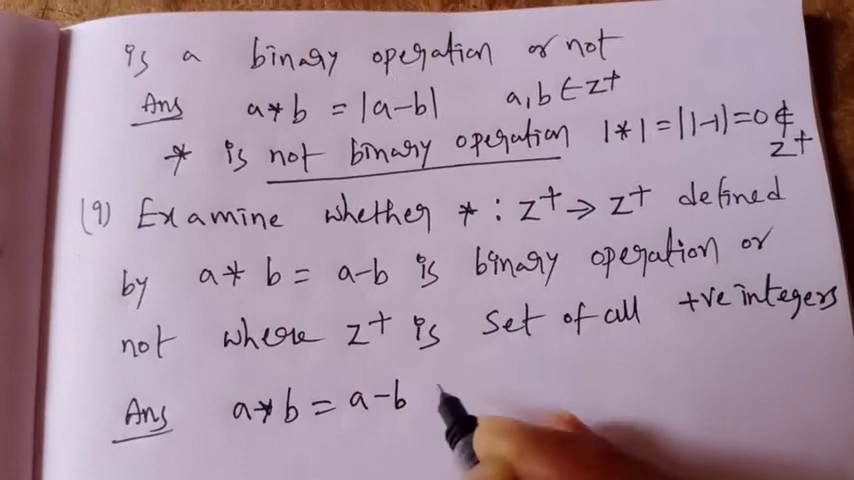 is a binary operation or not
Ans a*b = |a-b| a,b ∈ z+
* is not binary operation 1*1 = |1-1| = 0 ∉ z+
(9) Examine whether * : z+ → z+ defined
by a * b = a-b is binary operation or
not where z+ is set of all +ve integers
Ans a*b = a-b